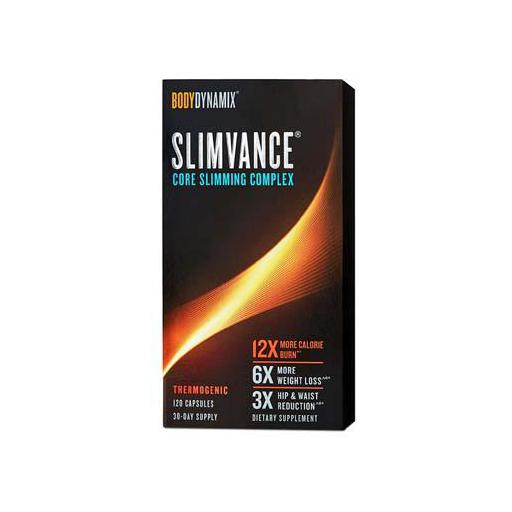 BODYDYNAMIX®
SLIMVANCE®
CORE SLIMMING COMPLEX
12X MORE CALORIE
BURN
6X MORE
WEIGHT LOSS
3X HIP & WAIST
REDUCTION
THERMOGENIC
120 CAPSULES
30-DAY SUPPLY
DIETARY SUPPLEMENT